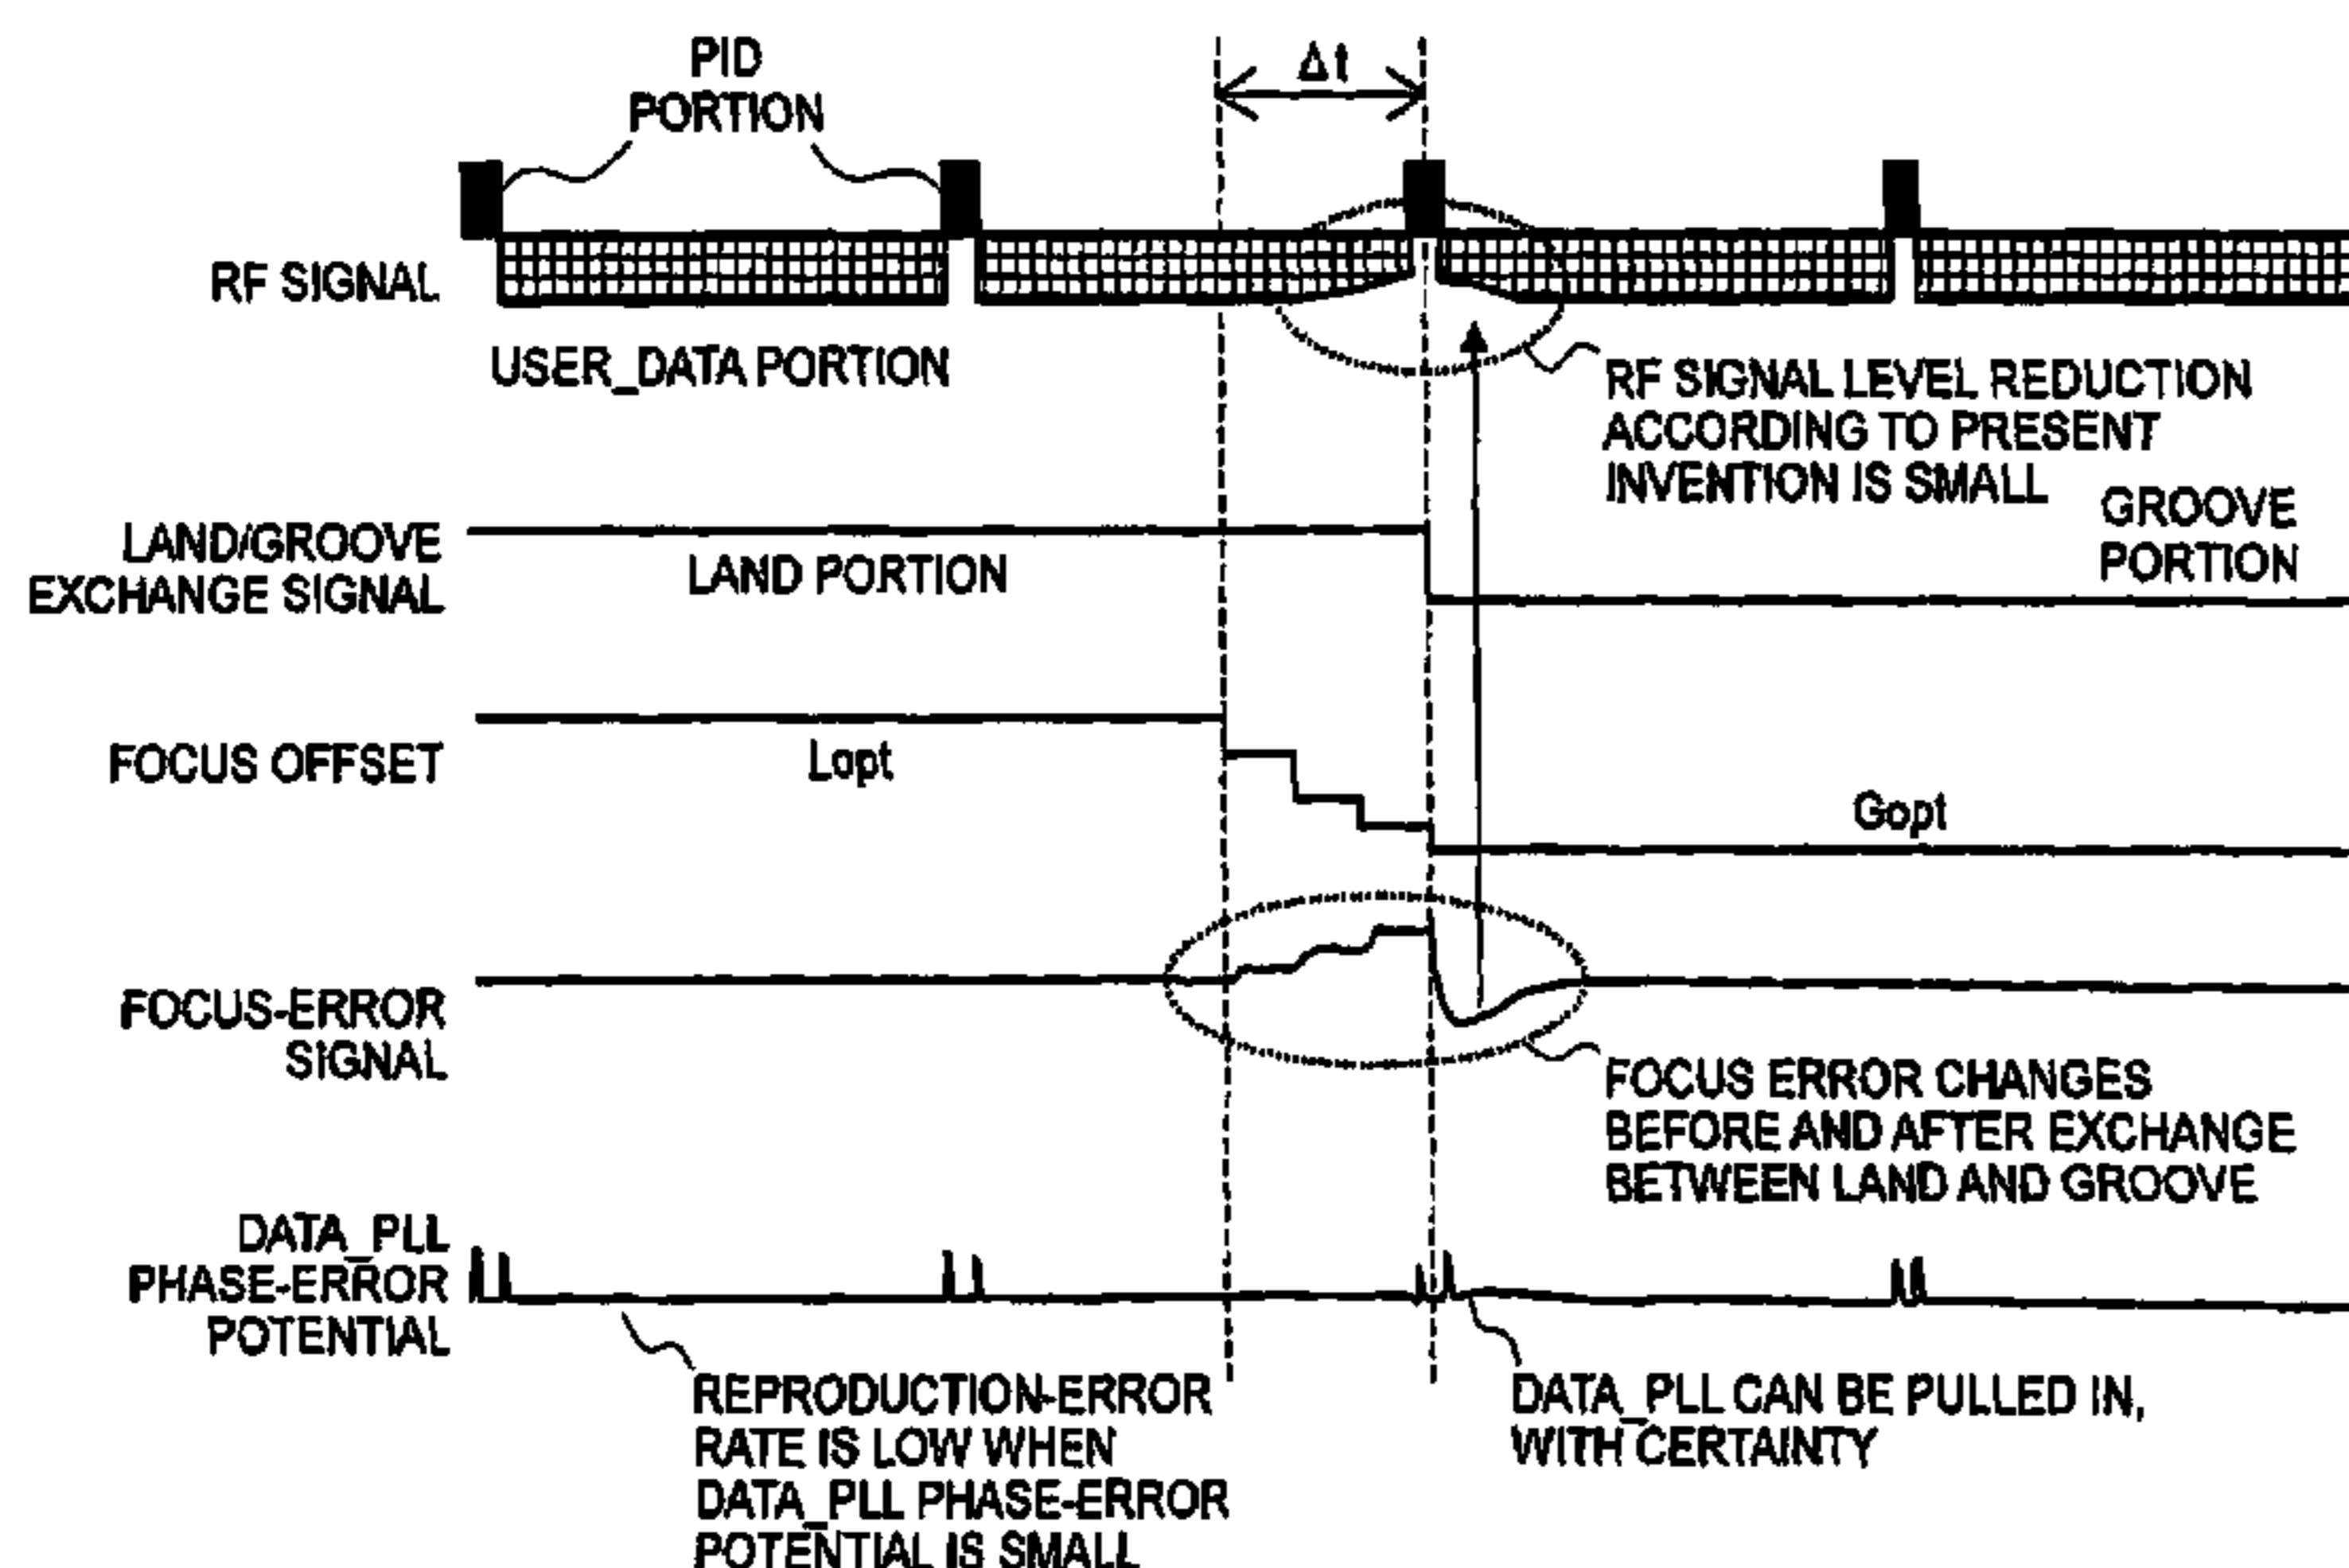 PID
PORTION
Δt
RF SIGNAL
USER_DATA PORTION
RF SIGNAL LEVEL REDUCTION
ACCORDING TO PRESENT
INVENTION IS SMALL
LAND/GROOVE
EXCHANGE SIGNAL
LAND PORTION
GROOVE
PORTION
FOCUS OFFSET
Lopt
Gopt
FOCUS-ERROR
SIGNAL
FOCUS ERROR CHANGES
BEFORE AND AFTER EXCHANGE
BETWEEN LAND AND GROOVE
DATA_PLL
PHASE-ERROR
POTENTIAL
REPRODUCTION-ERROR
RATE IS LOW WHEN
DATA_PLL PHASE-ERROR
POTENTIAL IS SMALL
DATA_PLL CAN BE PULLED IN,
WITH CERTAINTY